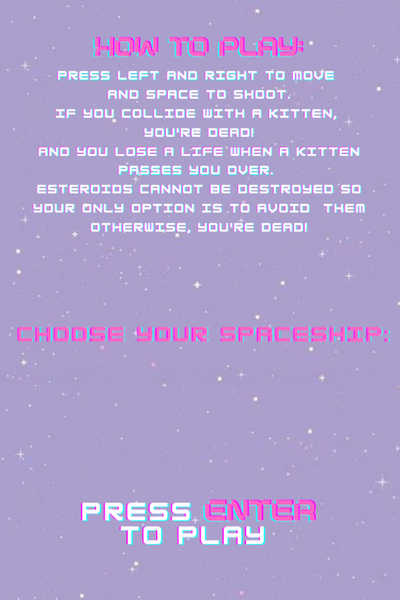 HOW TO PLAY:
PRESS LEFT AND RIGHT TO MOVE
AND SPACE TO SHOOT.
IF YOU COLLIDE WITH A KITTEN,
YOU'RE DEAD!
AND YOU LOSE A LIFE WHEN A KITTEN
PASSES YOU OVER.
ESTEROIDS CANNOT BE DESTROYED SO
YOUR ONLY OPTION IS TO AVOID THEM
OTHERWISE, YOU'RE DEAD!
CHOOSE YOUR SPACESHIP:
PRESS ENTER
TO PLAY